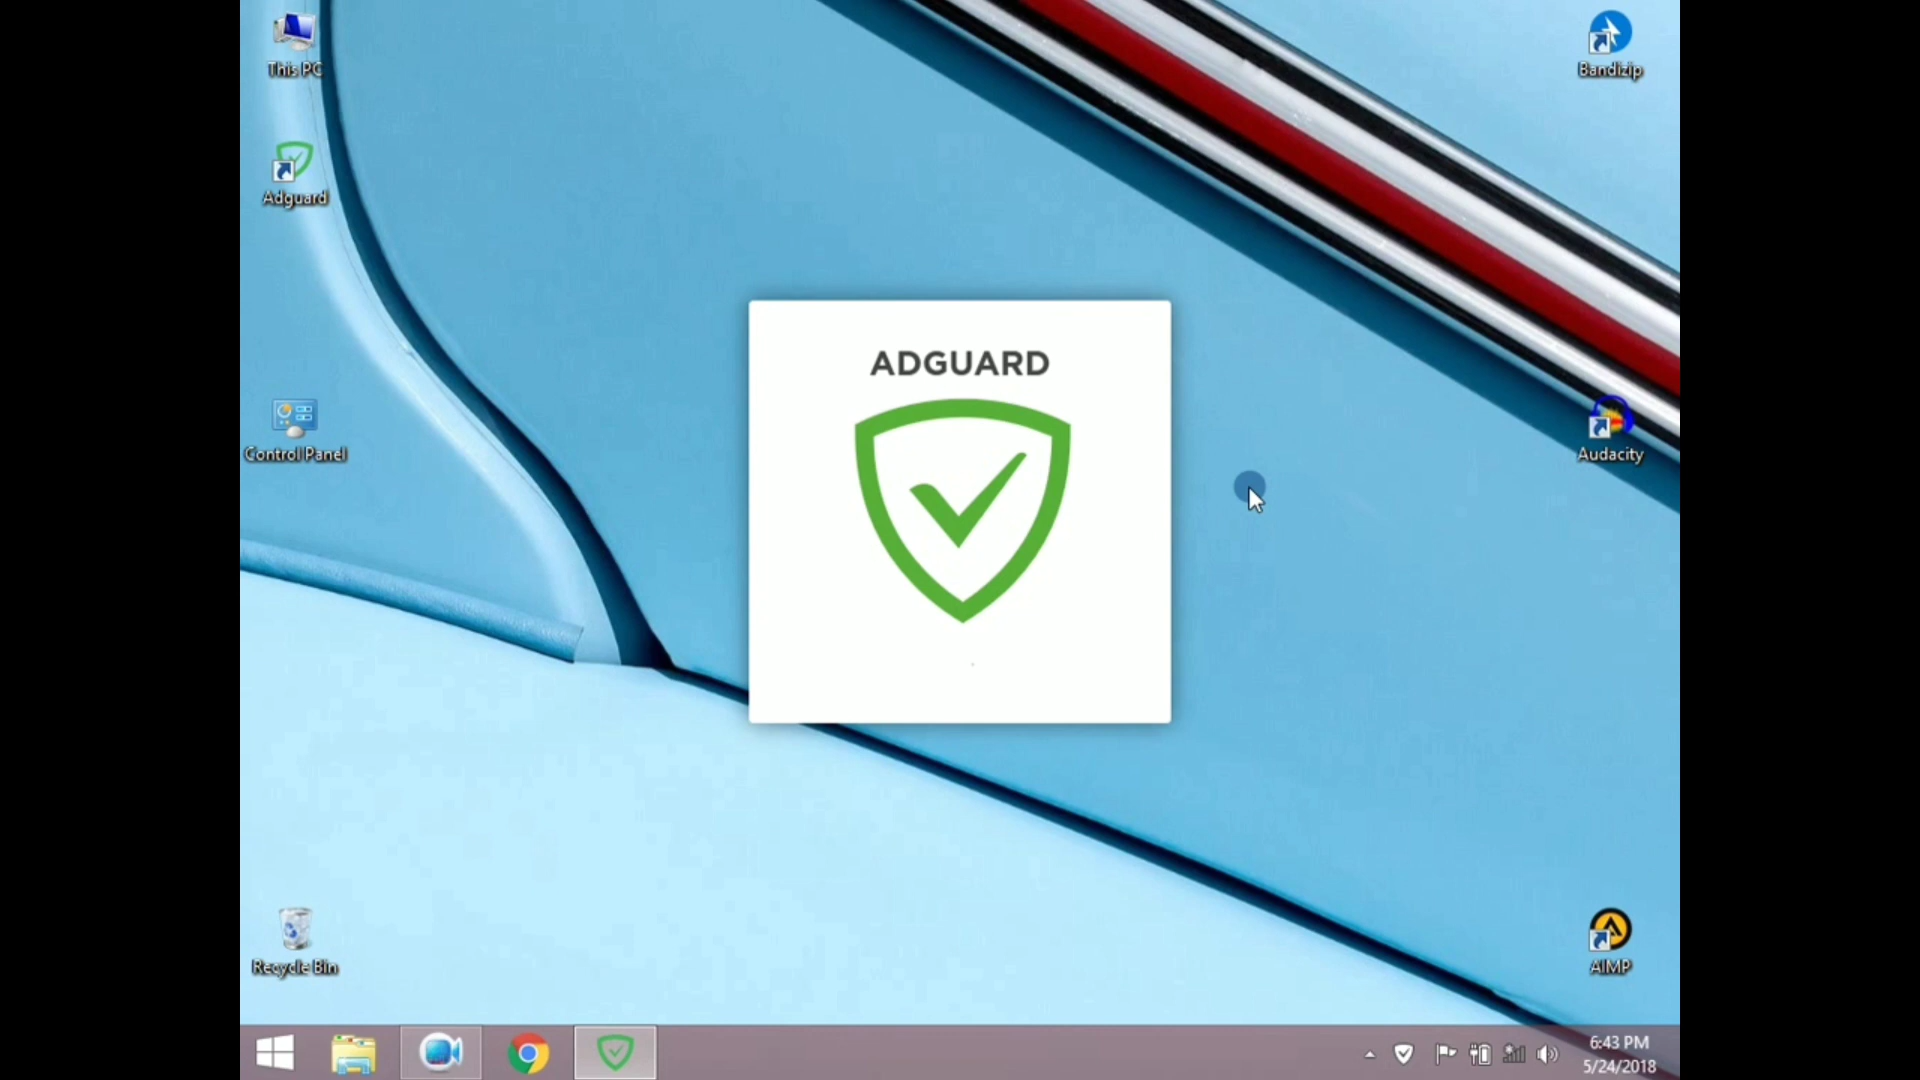 This PC
Bandizip
Adguard
ADGUARD
Control Panel
Audacity
Recycle Bin
AIMP
6:43 PM
5/24/2018